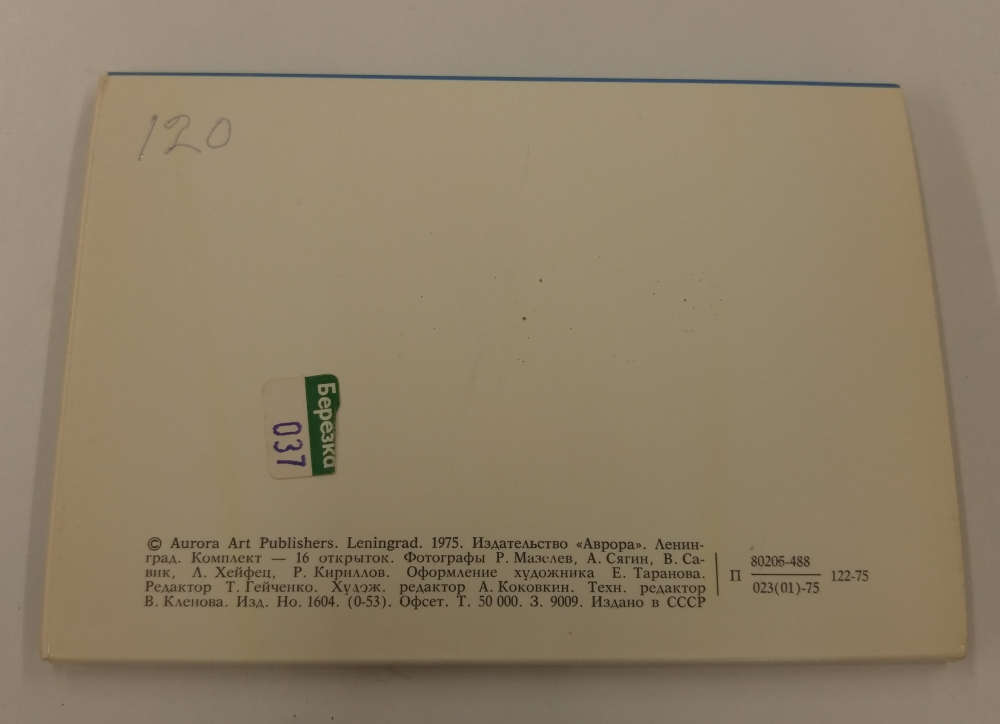 120
Березка
037
© Aurora Art Publishers. Leningrad. 1975. Издательство «Аврора». Ленин-
град. Комплект — 16 открыток. Фотографы Р. Мазелев, А. Сягин, В. Са-
вик, Л. Хейфец, Р. Кириллов. Оформление художника Е. Таранова.
Редактор Т. Гейченко. Худож. редактор А. Коковкин. Техн. редактор
В. Кленова. Изд. Но. 1604. (0-53). Офсет. Т. 50 000. З. 9009. Издано в СССР
80206-488
П 122-75
023(01)-75